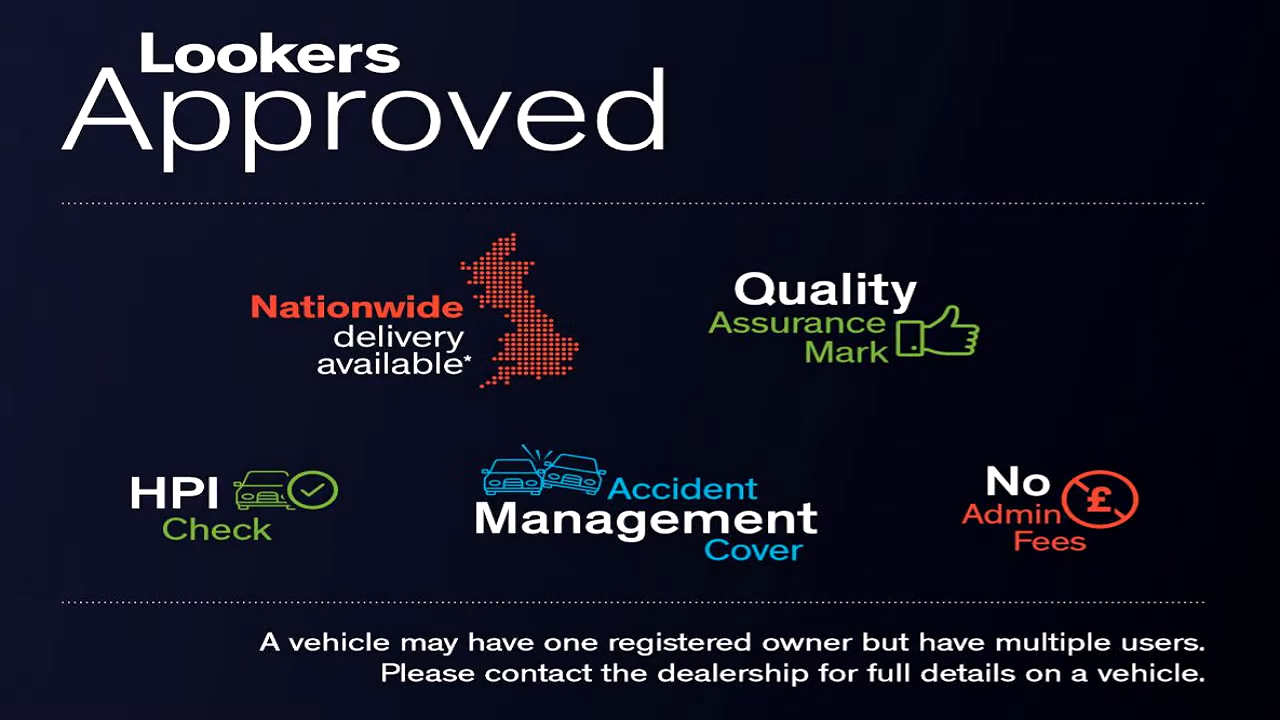 Lookers
Approved
Nationwide
delivery
available*
Quality
Assurance
Mark
HPI
Check
Accident
Management
Cover
No
Admin
£
Fees
A vehicle may have one registered owner but have multiple users.
Please contact the dealership for full details on a vehicle.